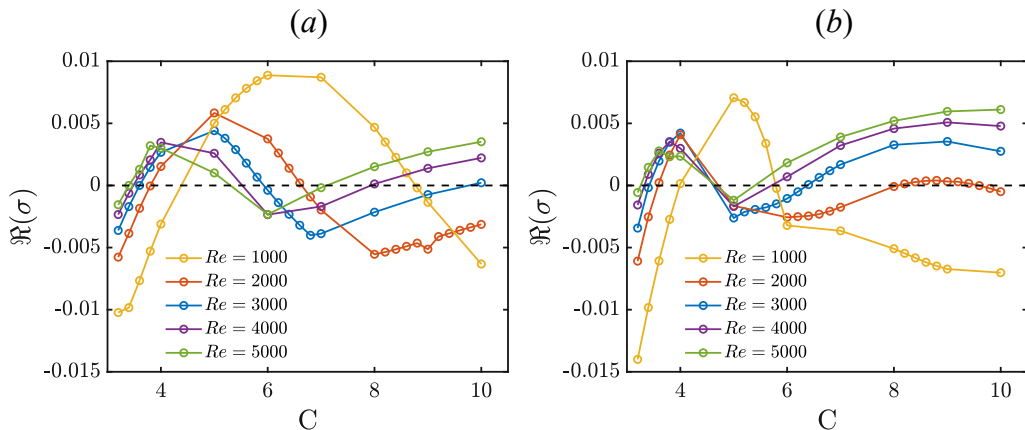 (a)
0.01
0.005
0
-0.005
-0.01
-0.015
ℜ(σ)
Re = 1000
Re = 2000
Re = 3000
Re = 4000
Re = 5000
4 6 8 10
C
(b)
0.01
0.005
0
-0.005
-0.01
-0.015
ℜ(σ)
Re = 1000
Re = 2000
Re = 3000
Re = 4000
Re = 5000
4 6 8 10
C